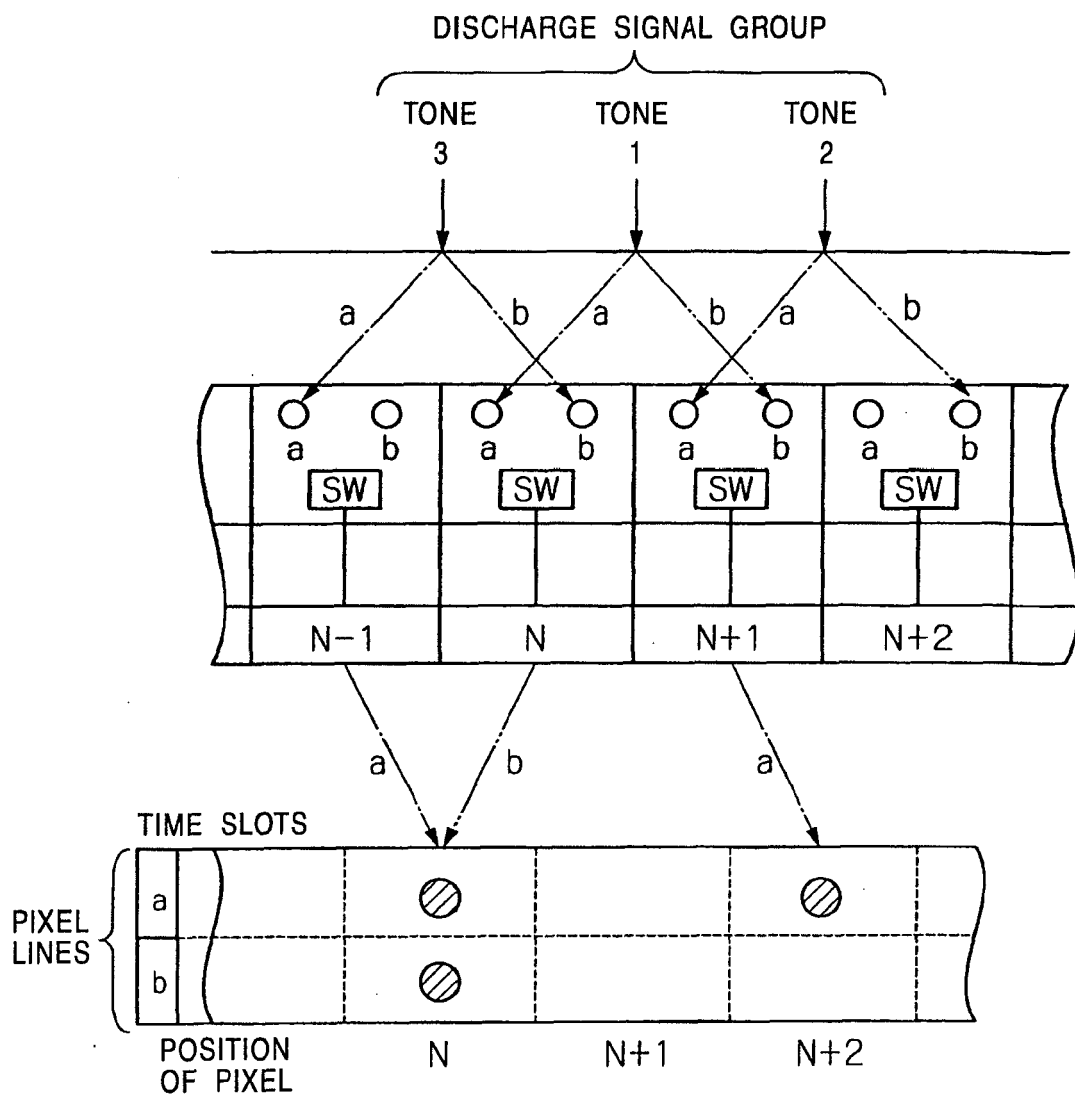 DISCHARGE SIGNAL GROUP
TONE 3
TONE 1
TONE 2
a b a b a b
a b a b a b a b
SW SW SW SW
N-1 N N+1 N+2
a b a
TIME SLOTS
PIXEL LINES
a
b
POSITION OF PIXEL
N N+1 N+2